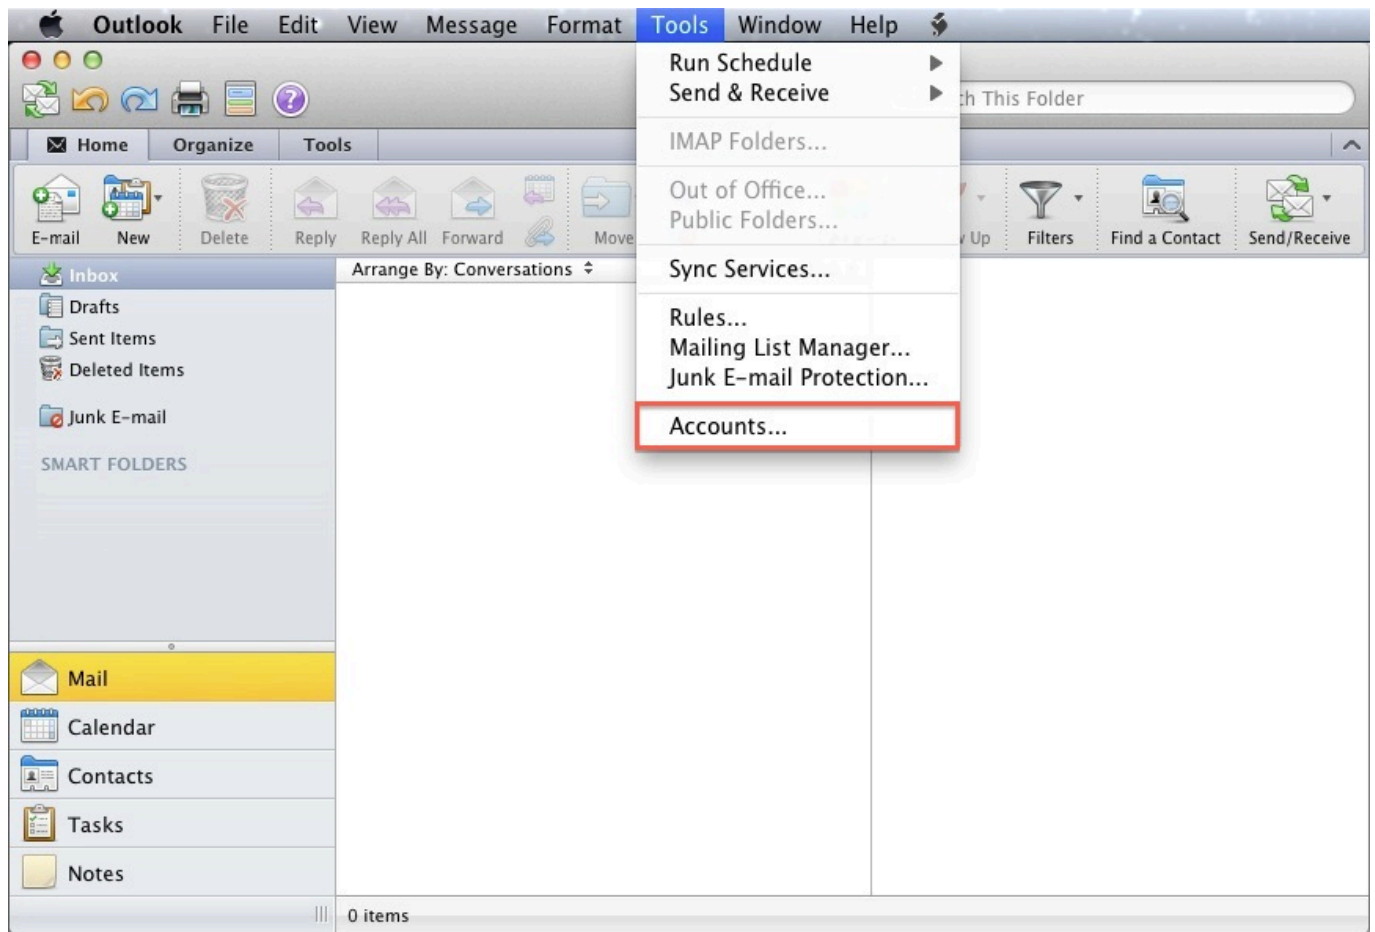 Outlook File Edit View Message Format Tools Window Help
Run Schedule
Send & Receive
This Folder
IMAP Folders...
Home Organize Tools
Out of Office...
Public Folders...
E-mail New Delete Reply Reply All Forward Move Up Filters Find a Contact Send/Receive
Sync Services...
Rules...
Mailing List Manager...
Junk E-mail Protection...
Accounts...
Inbox
Drafts
Sent Items
Deleted Items
Junk E-mail
SMART FOLDERS
Arrange By: Conversations
Mail
Calendar
Contacts
Tasks
Notes
0 items